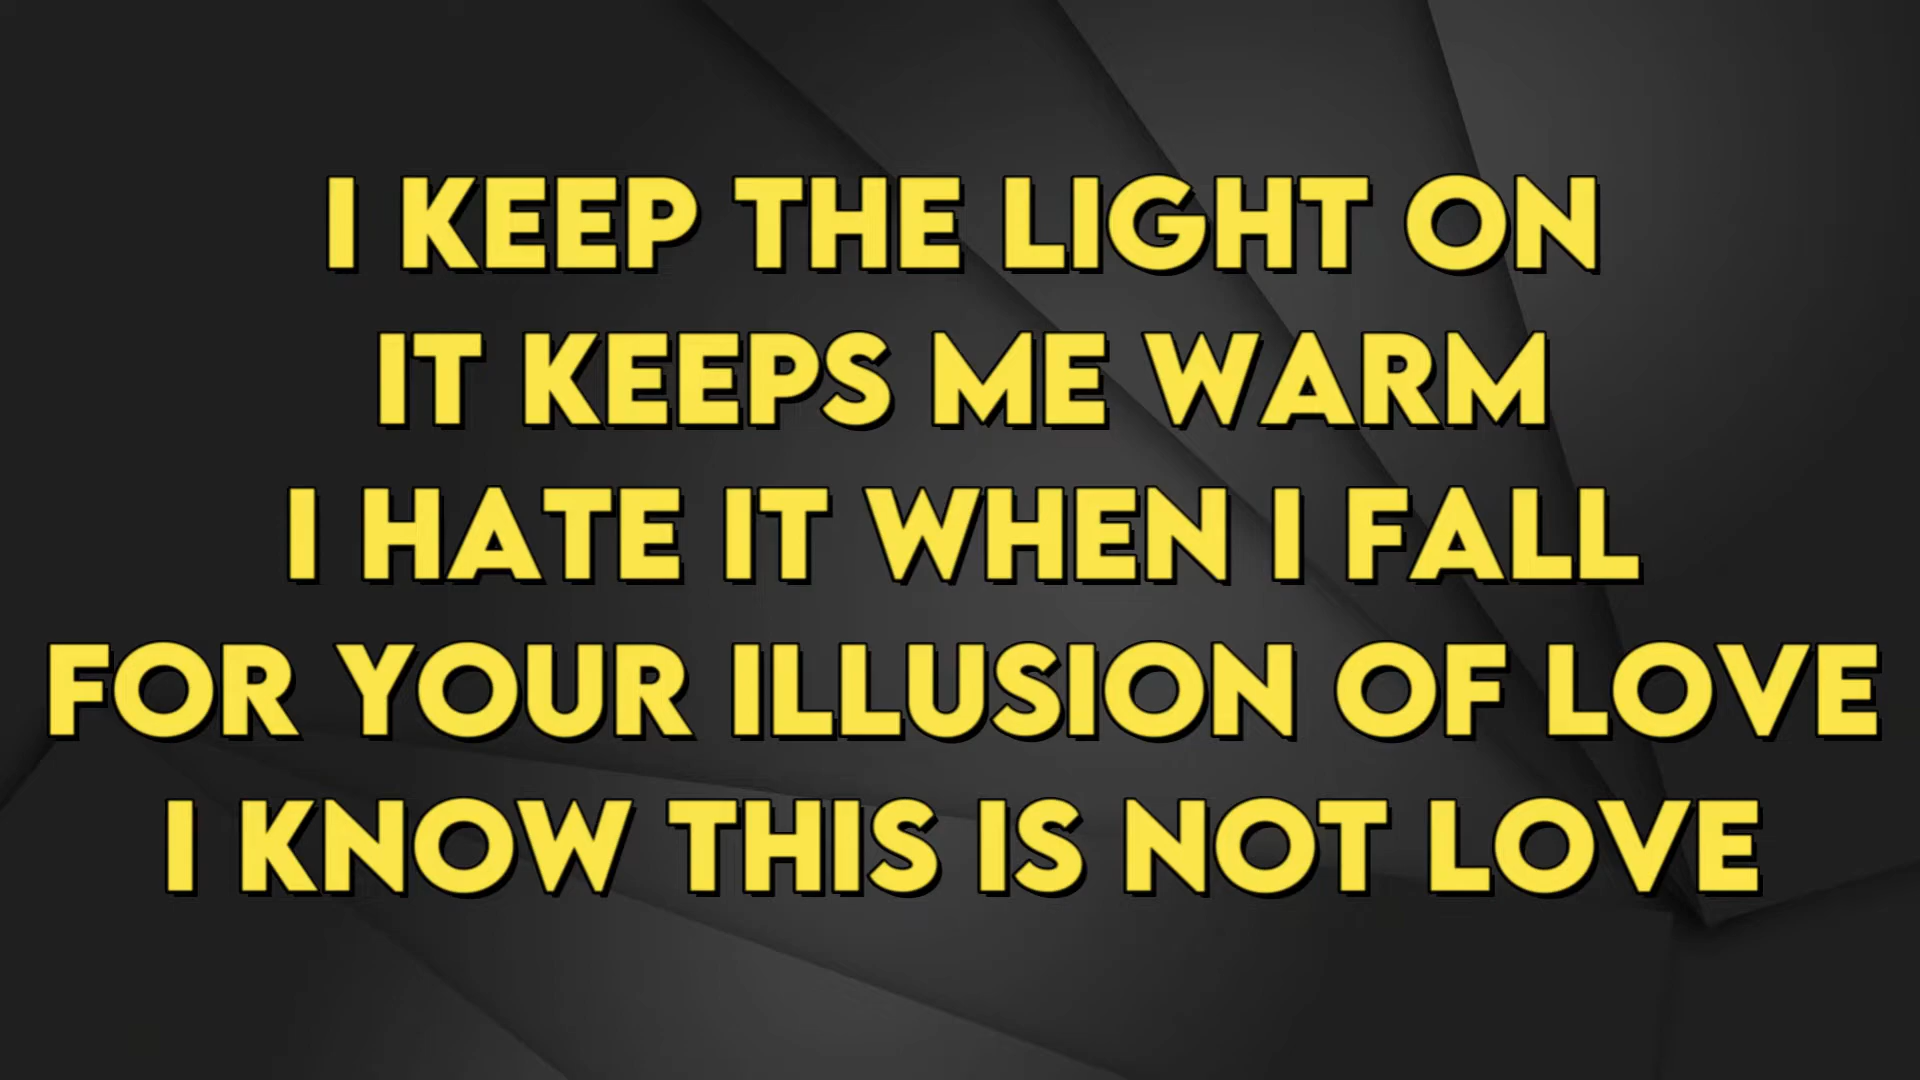 I KEEP THE LIGHT ON
IT KEEPS ME WARM
I HATE IT WHEN I FALL
FOR YOUR ILLUSION OF LOVE
I KNOW THIS IS NOT LOVE